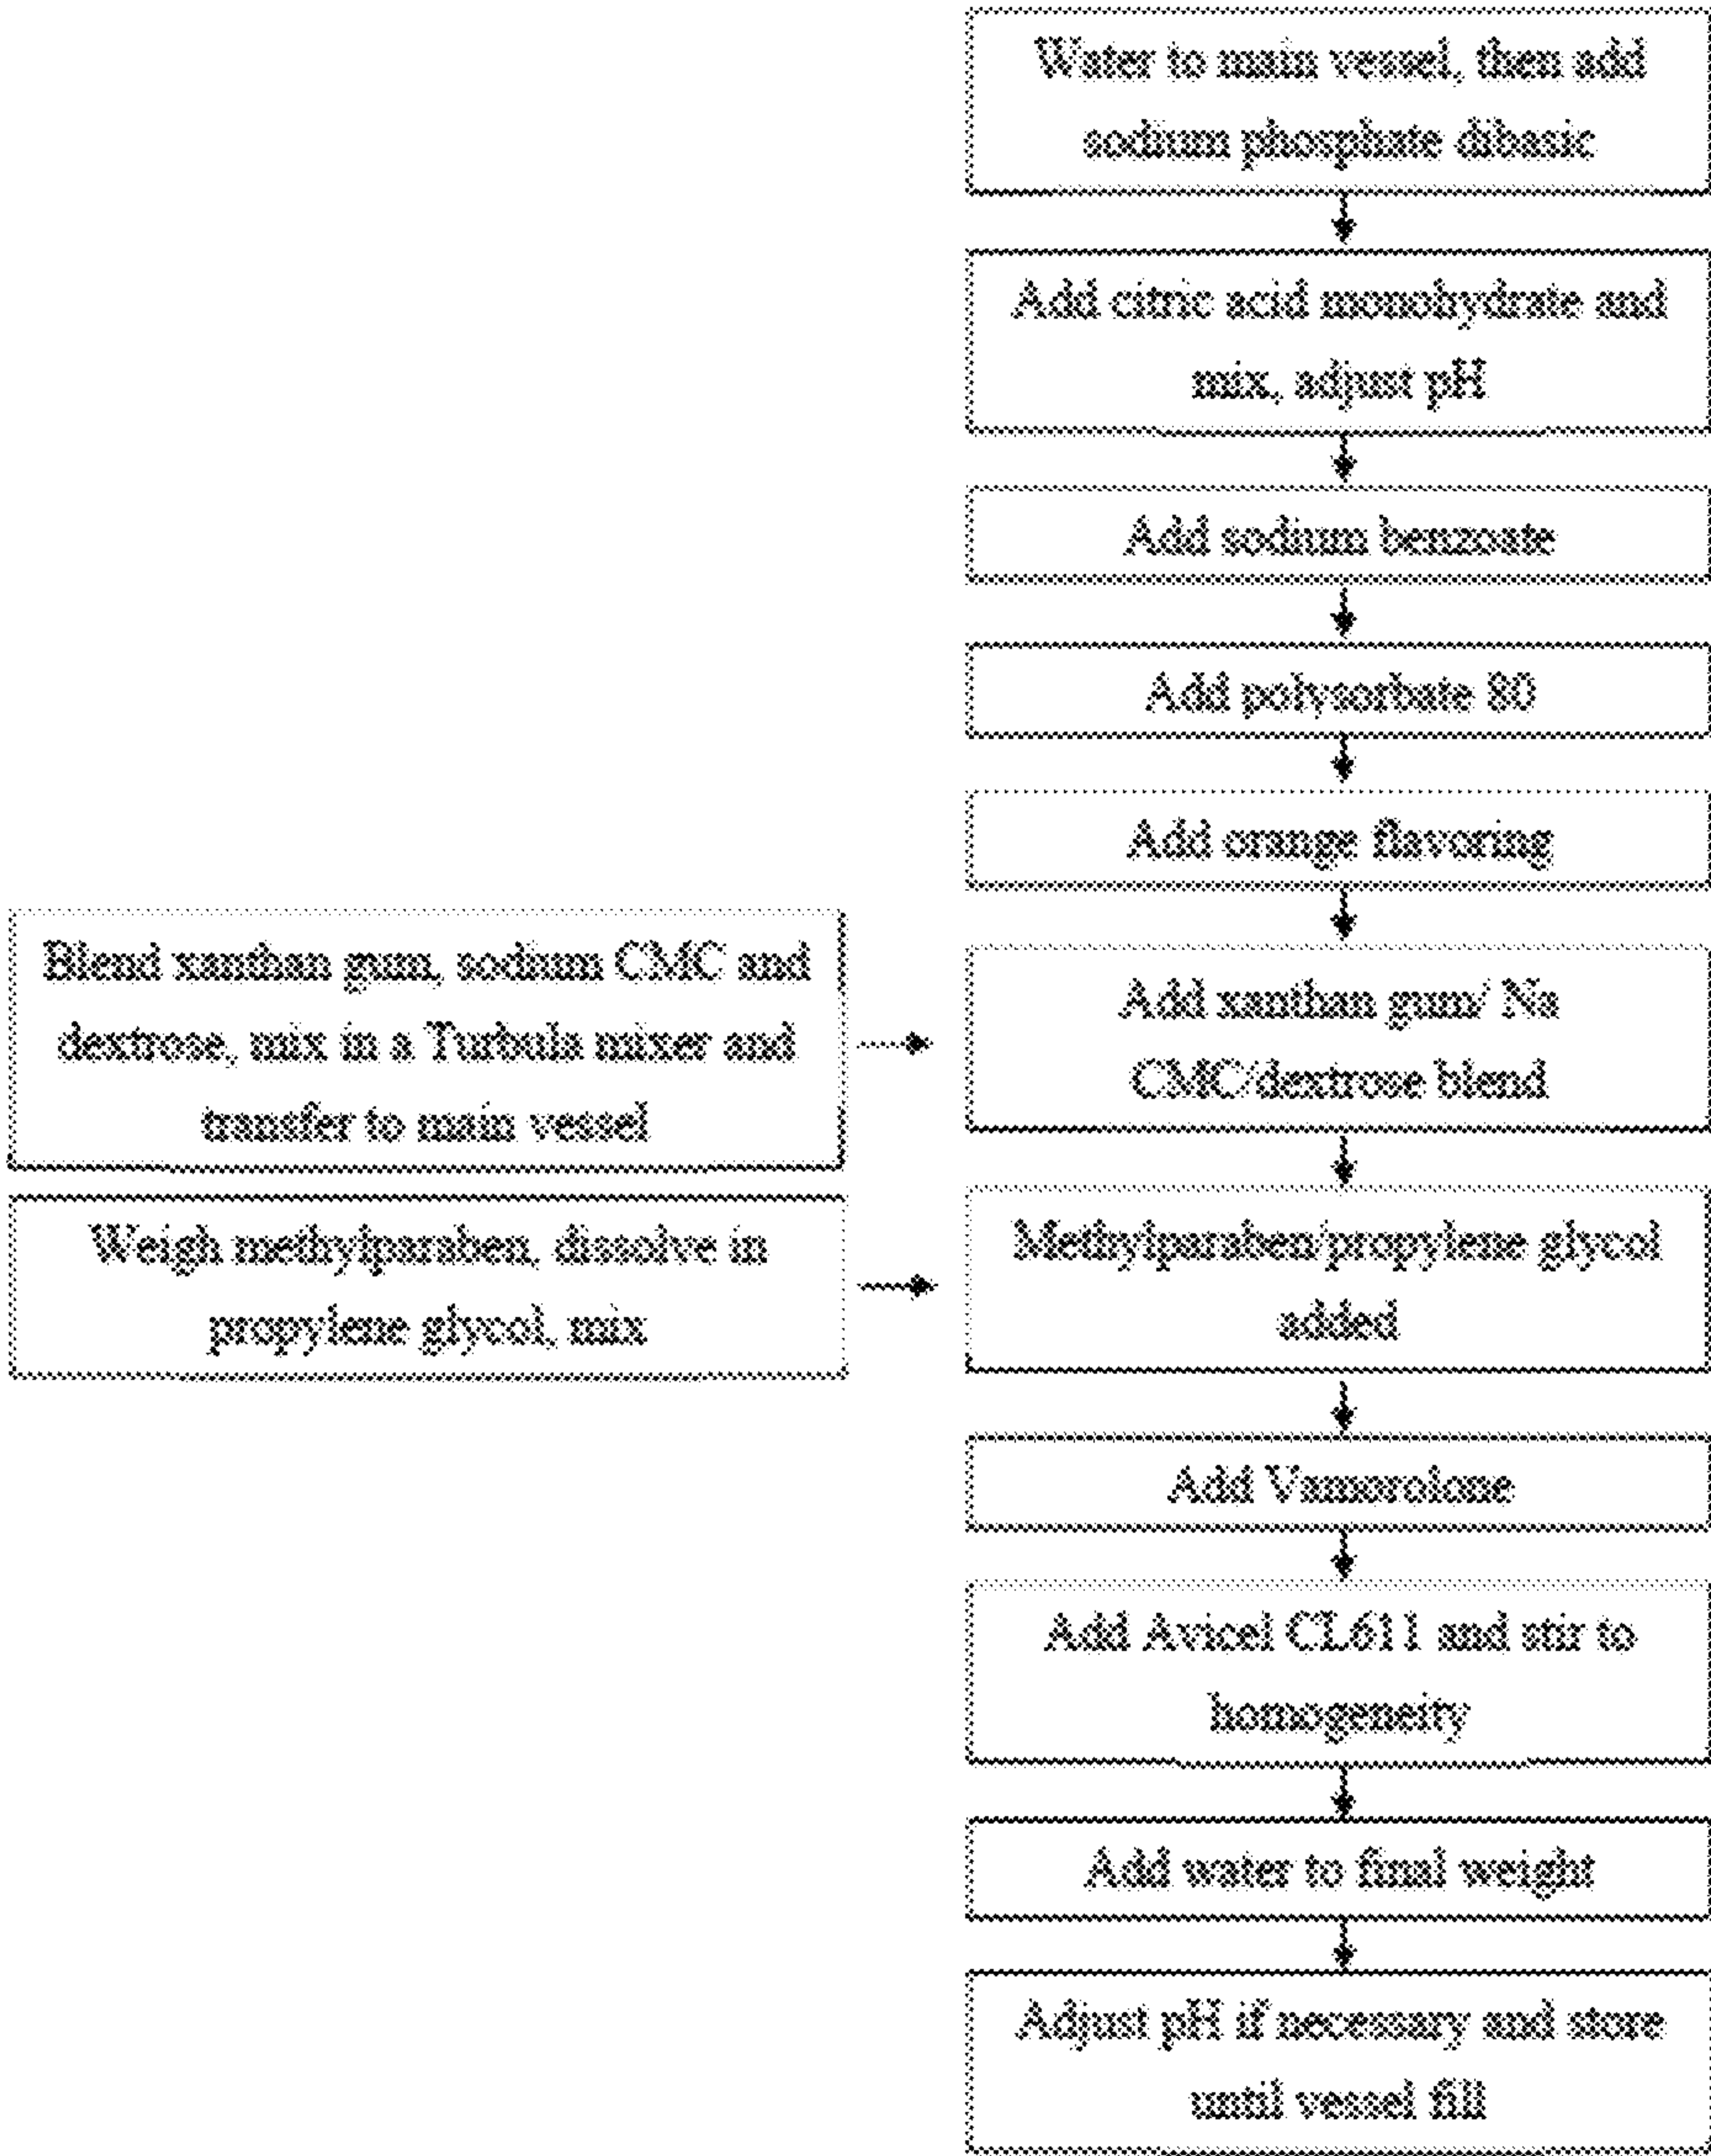 Water to main vessel, then add
sodium phosphate dibasic
Add citric acid monohydrate and
mix, adjust pH
Add sodium benzoate
Add polysorbate 80
Add orange flavoring
Blend xanthan gum, sodium CMC and
dextrose, mix in a Turbula mixer and
transfer to main vessel
Add xanthan gum/ Na
CMC/dextrose blend
Weigh methylparaben, dissolve in
propylene glycol, mix
Methylparaben/propylene glycol
added
Add Vamorolone
Add Avicel CL611 and stir to
homogeneity
Add water to final weight
Adjust pH if necessary and store
until vessel fill